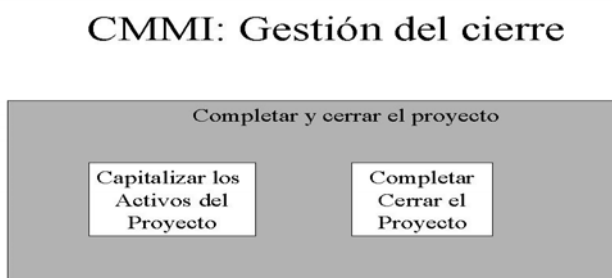 CMMI: Gestión del cierre
Completar y cerrar el proyecto
Capitalizar los
Activos del
Proyecto
Completar
Cerrar el
Proyecto